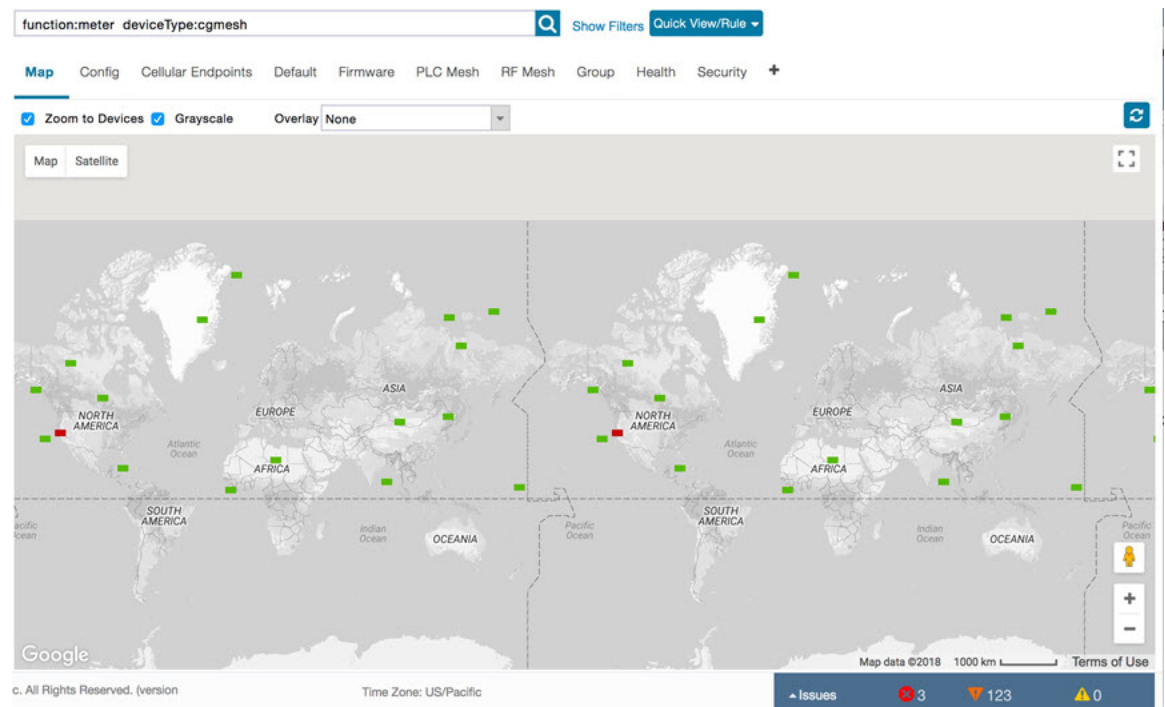 function:meter deviceType:cgmesh
Show Filters Quick View/Rule
Map Config Cellular Endpoints Default Firmware PLC Mesh RF Mesh Group Health Security +
Zoom to Devices Grayscale Overlay None
Map Satellite
ASIA ASIA
NORTH AMERICA EUROPE NORTH AMERICA EUROPE
Atlantic Ocean Atlantic Ocean
AFRICA AFRICA
SOUTH AMERICA SOUTH AMERICA
acific cean Indian Ocean OCEANIA Pacific Ocean Indian Ocean OCEANIA Pacific Ocean
Google
Map data ©2018 1000 km Terms of Use
c. All Rights Reserved. (version Time Zone: US/Pacific Issues 3 123 0